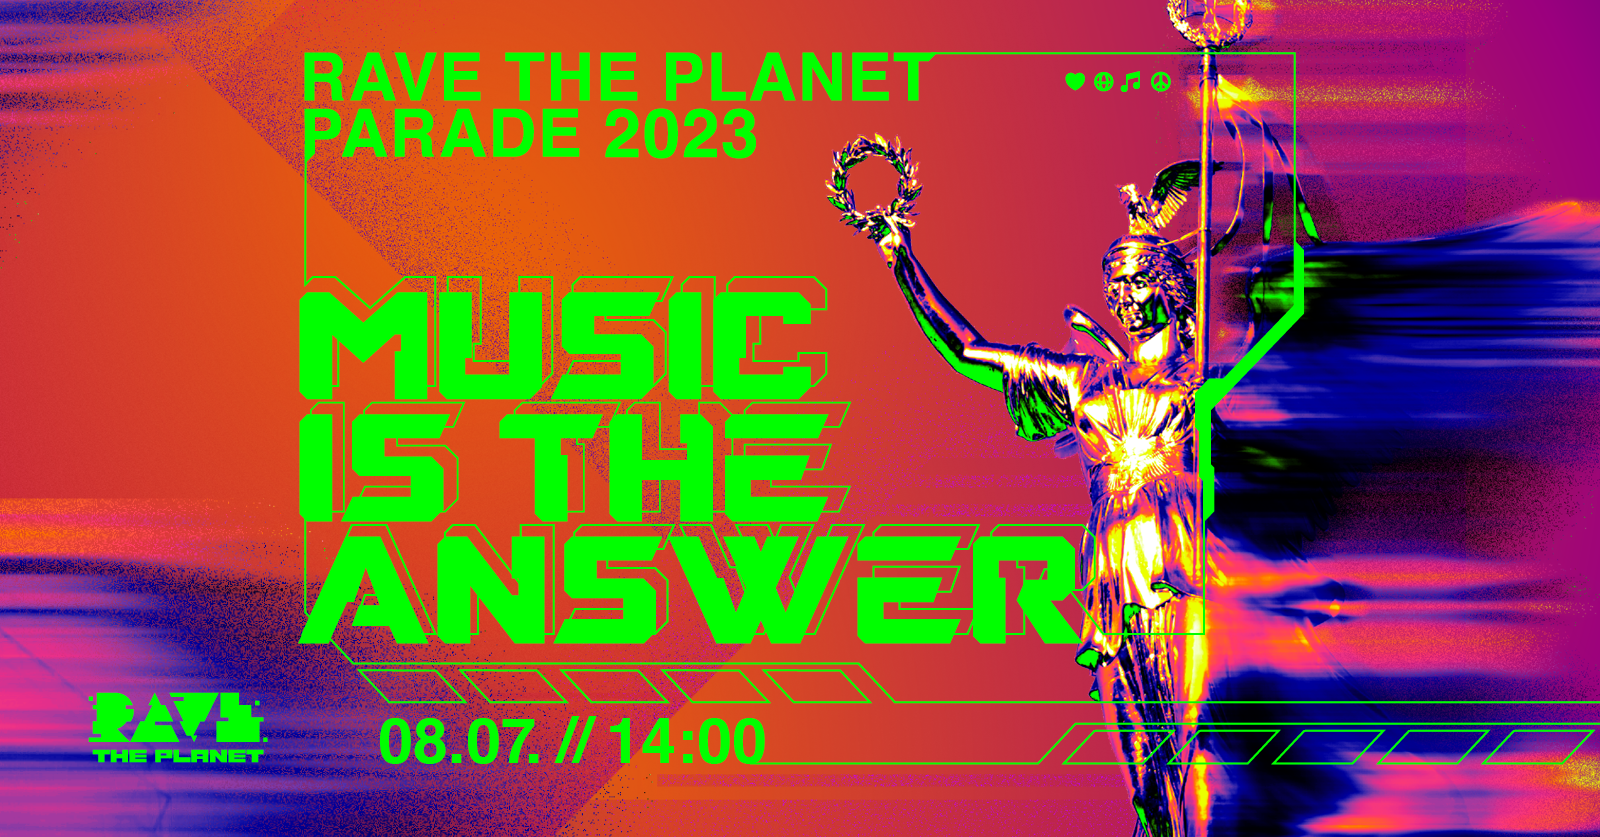 RAVE THE PLANET
PARADE 2023
MUSIC
IS THE
ANSWER
08.07. // 14:00
RAVE
THE PLANET